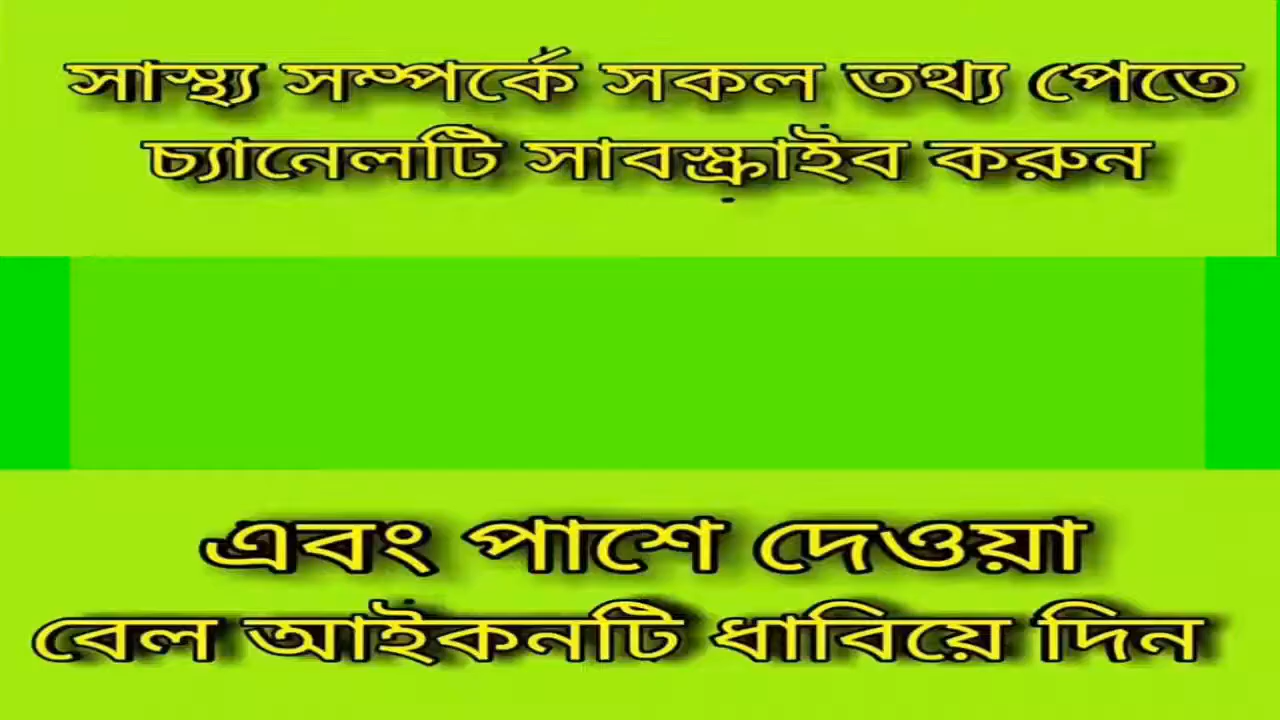 সাস্থ্য সম্পর্কে সকল তথ্য পেতে
চ্যানেলটি সাবস্ক্রাইব করুন
এবং পাশে দেওয়া
বেল আইকনটি ধাবিয়ে দিন